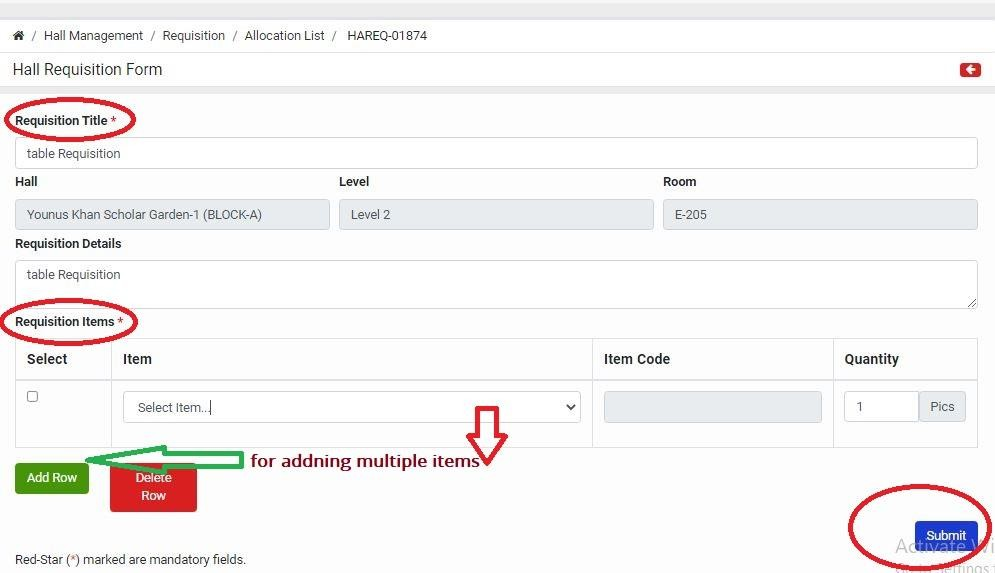 / Hall Management / Requisition / Allocation List / HAREQ-01874
Hall Requisition Form
Requisition Title *
table Requisition
Hall Level Room
Younus Khan Scholar Garden-1 (BLOCK-A) Level 2 E-205
Requisition Details
table Requisition
Requisition Items *
Select Item Item Code Quantity
Select Item... 1 Pics
for addning multiple items
Add Row Delete
Row
Submit
Activate Wi
Red-Star (*) marked are mandatory fields.